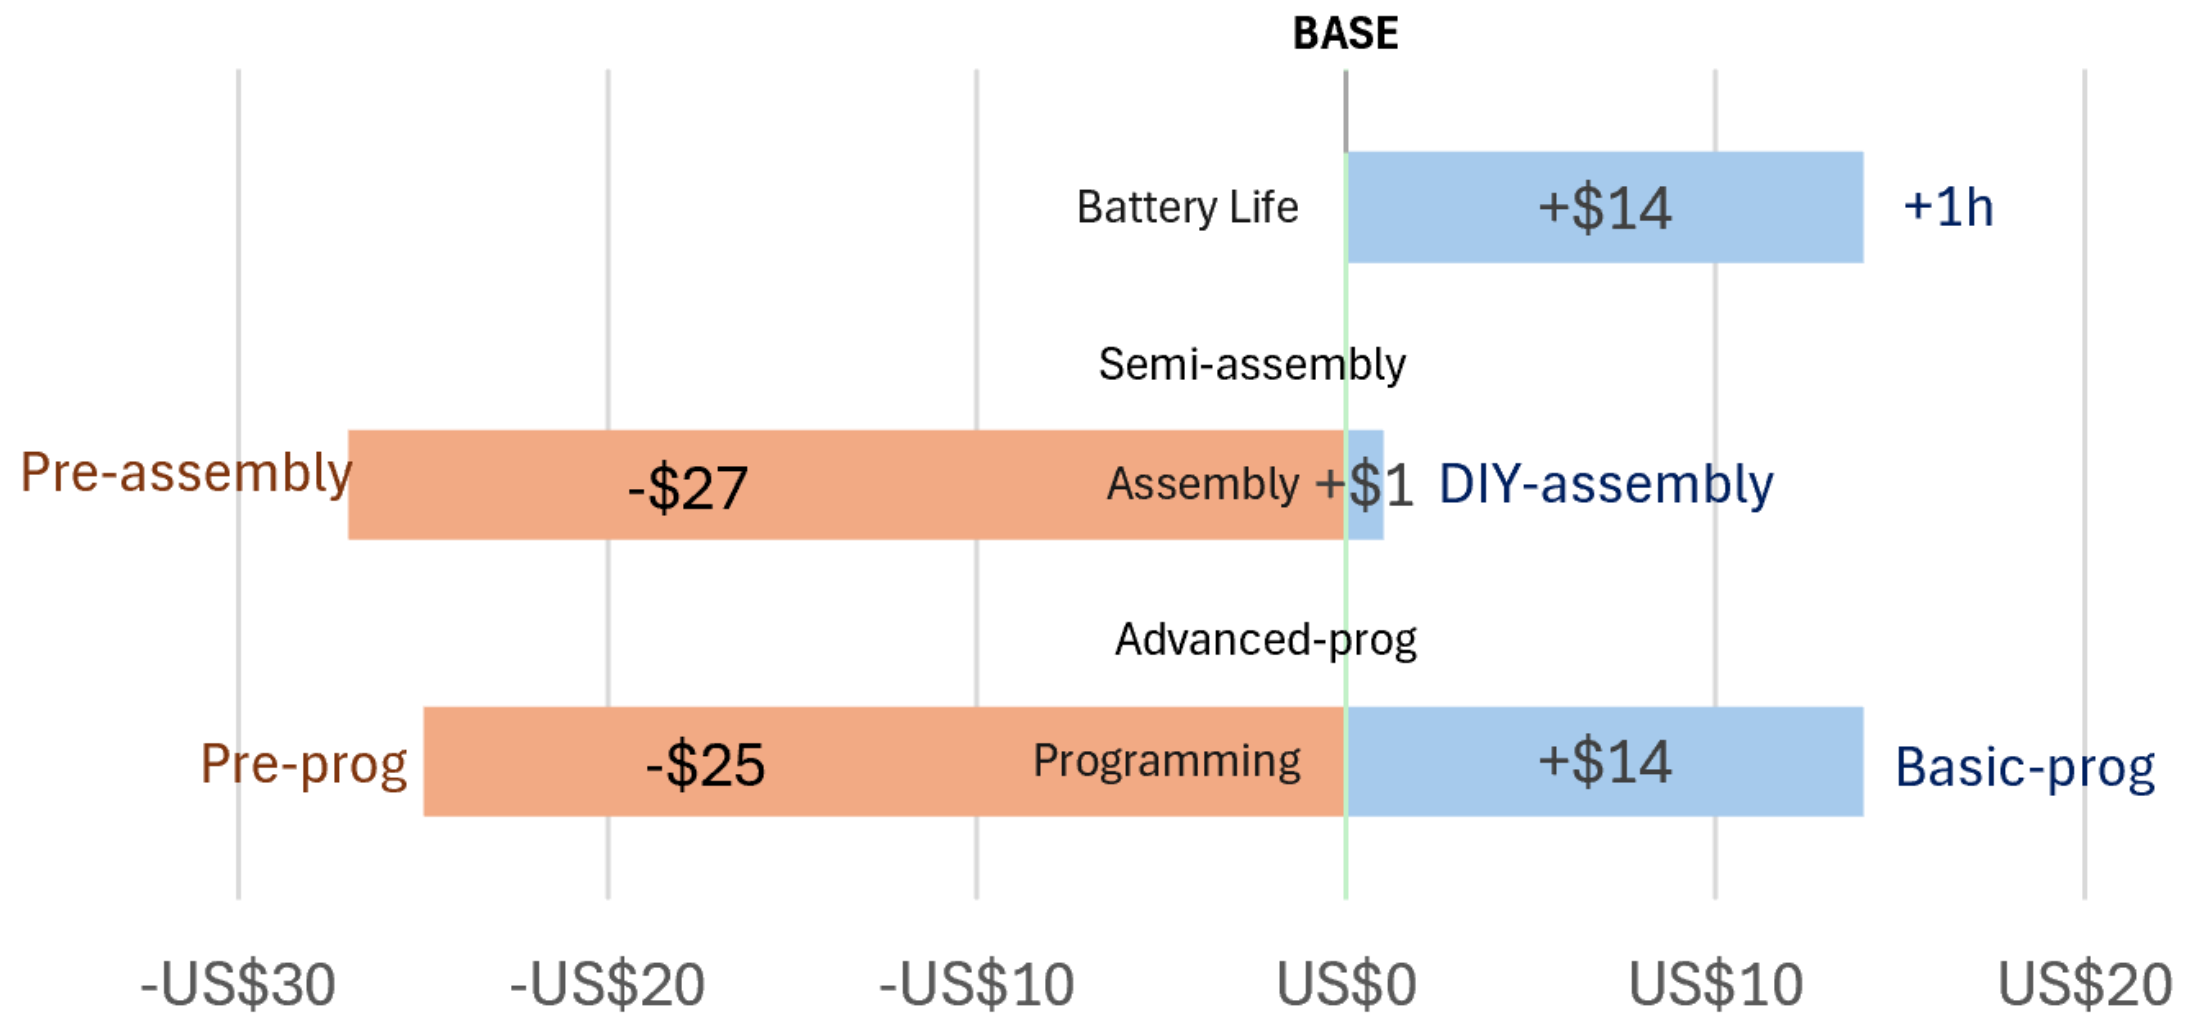 BASE
Battery Life +$14 +1h
Semi-assembly
Pre-assembly -$27 Assembly +$1 DIY-assembly
Advanced-prog
Pre-prog -$25 Programming +$14 Basic-prog
-US$30 -US$20 -US$10 US$0 US$10 US$20